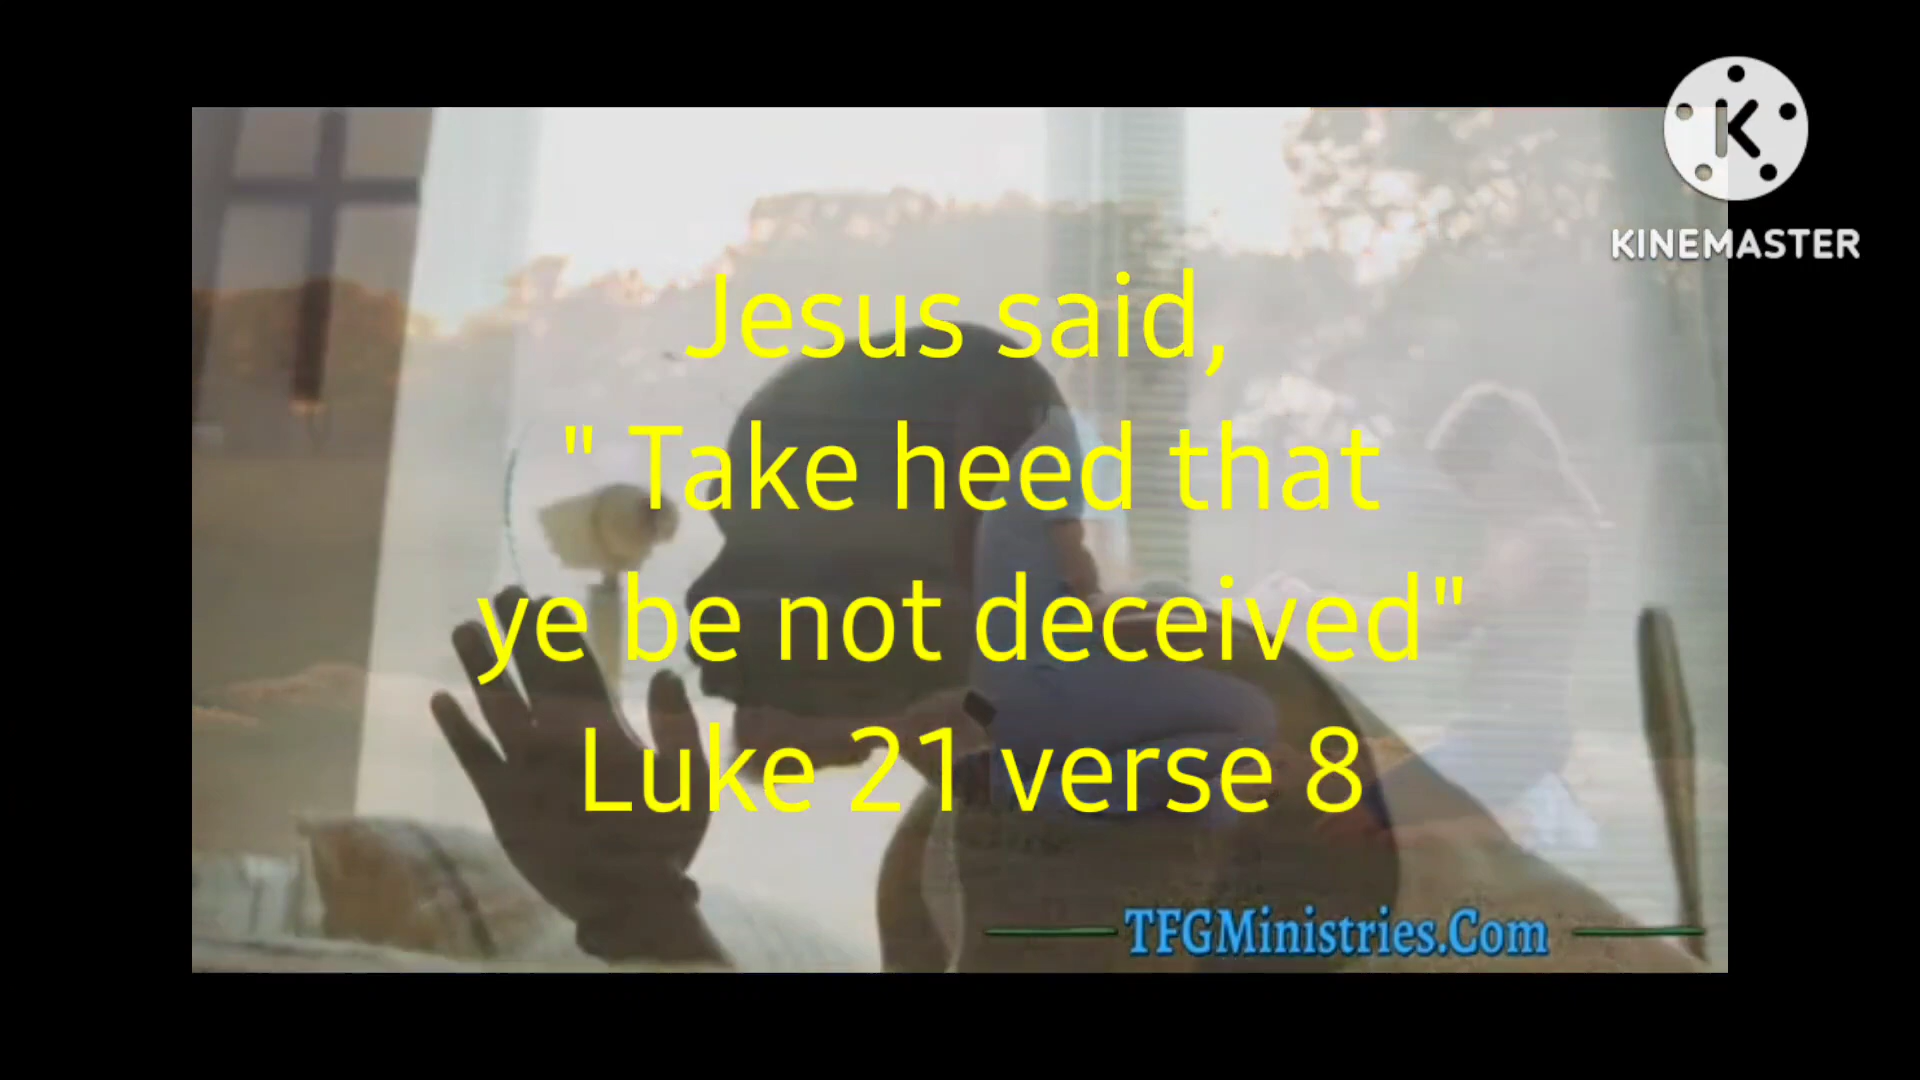 KINEMASTER
Jesus said,
" Take heed that
ye be not deceived"
Luke 21 verse 8
TFGMinistries.Com